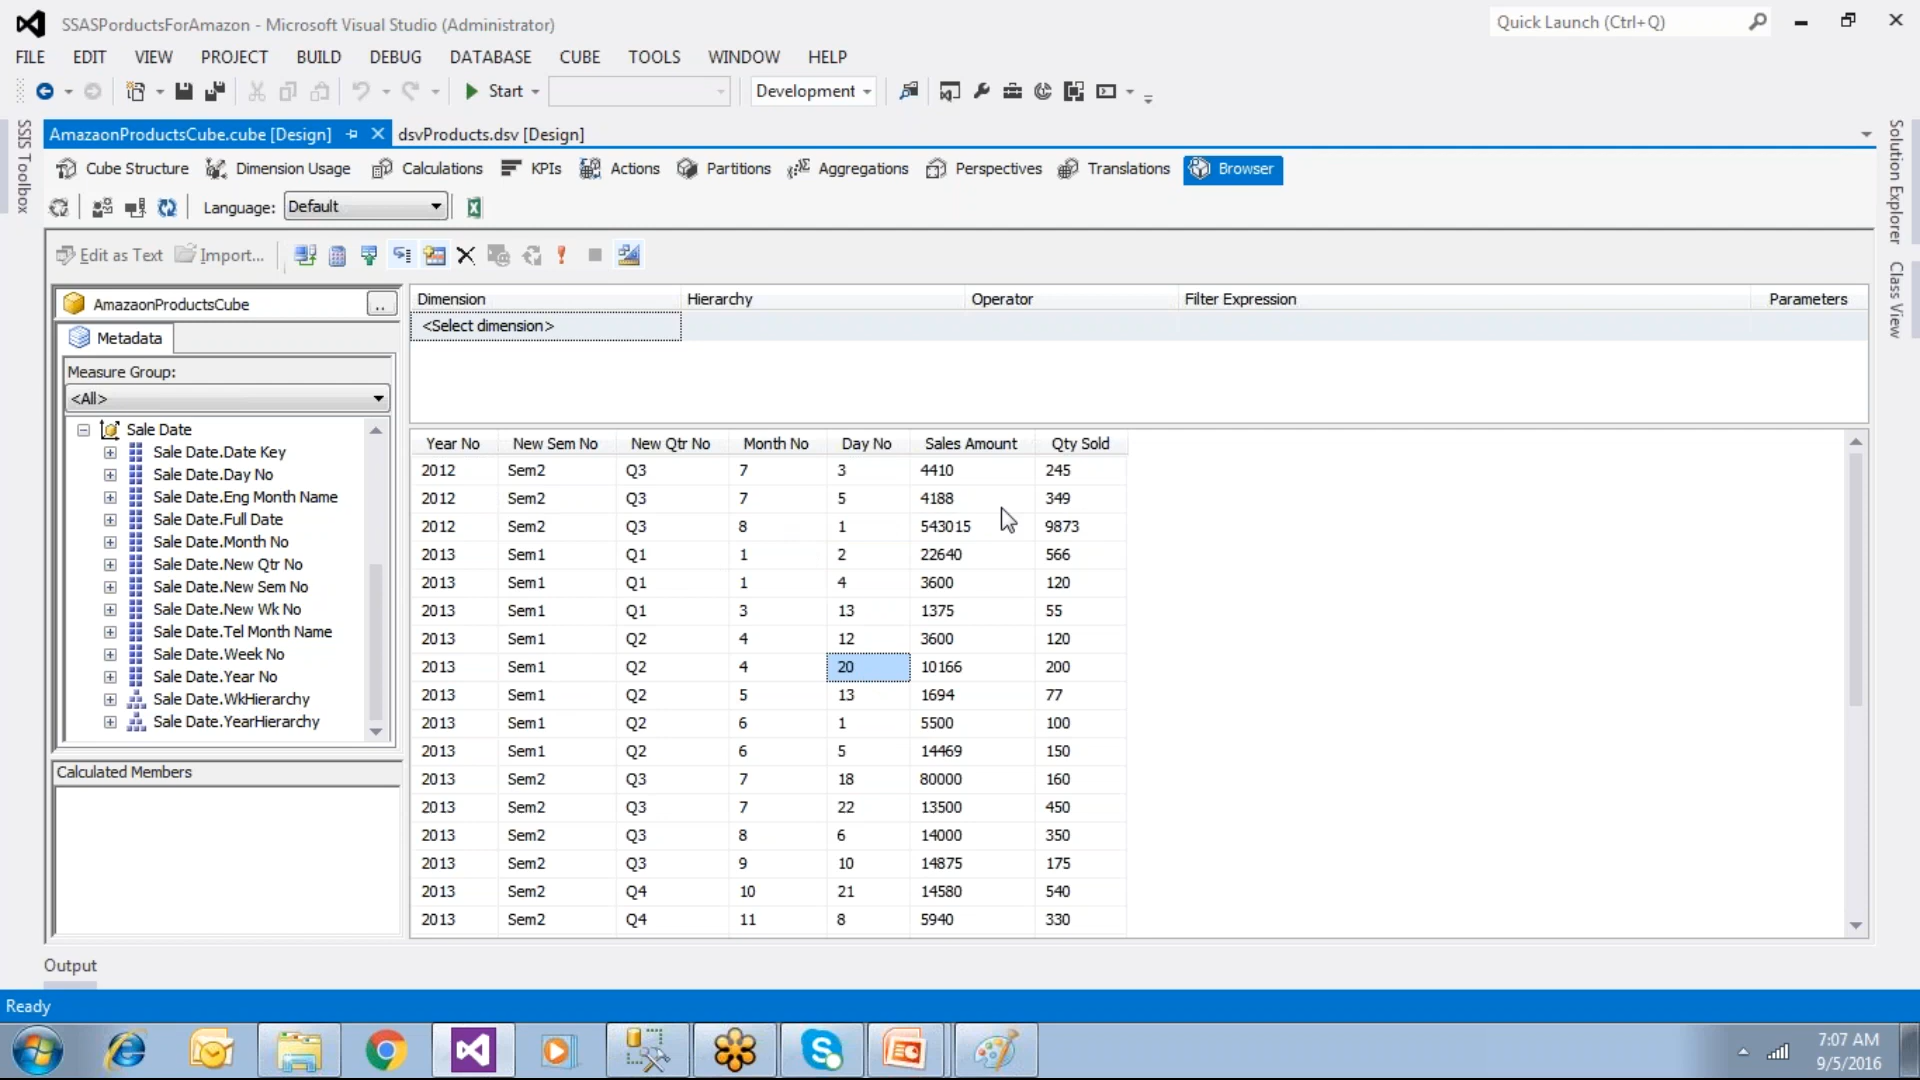 SSASPorductsForAmazon - Microsoft Visual Studio (Administrator)
Quick Launch (Ctrl+Q)
FILE EDIT VIEW PROJECT BUILD DEBUG DATABASE CUBE TOOLS WINDOW HELP
Start Development
AmazaonProductsCube.cube [Design] dsvProducts.dsv [Design]
SSIS Toolbox
Solution Explorer
Class View
Cube Structure Dimension Usage Calculations KPIs Actions Partitions Aggregations Perspectives Translations Browser
Language: Default
Edit as Text Import...
AmazaonProductsCube ..
Metadata
Measure Group:
<All>
Sale Date
Sale Date.Date Key
Sale Date.Day No
Sale Date.Eng Month Name
Sale Date.Full Date
Sale Date.Month No
Sale Date.New Qtr No
Sale Date.New Sem No
Sale Date.New Wk No
Sale Date.Tel Month Name
Sale Date.Week No
Sale Date.Year No
Sale Date.WkHierarchy
Sale Date.YearHierarchy
Calculated Members
Dimension Hierarchy Operator Filter Expression Parameters
<Select dimension>
Year No New Sem No New Qtr No Month No Day No Sales Amount Qty Sold
2012 Sem2 Q3 7 3 4410 245
2012 Sem2 Q3 7 5 4188 349
2012 Sem2 Q3 8 1 543015 9873
2013 Sem1 Q1 1 2 22640 566
2013 Sem1 Q1 1 4 3600 120
2013 Sem1 Q1 3 13 1375 55
2013 Sem1 Q2 4 12 3600 120
2013 Sem1 Q2 4 20 10166 200
2013 Sem1 Q2 5 13 1694 77
2013 Sem1 Q2 6 1 5500 100
2013 Sem1 Q2 6 5 14469 150
2013 Sem2 Q3 7 18 80000 160
2013 Sem2 Q3 7 22 13500 450
2013 Sem2 Q3 8 6 14000 350
2013 Sem2 Q3 9 10 14875 175
2013 Sem2 Q4 10 21 14580 540
2013 Sem2 Q4 11 8 5940 330
Output
Ready
7:07 AM
9/5/2016